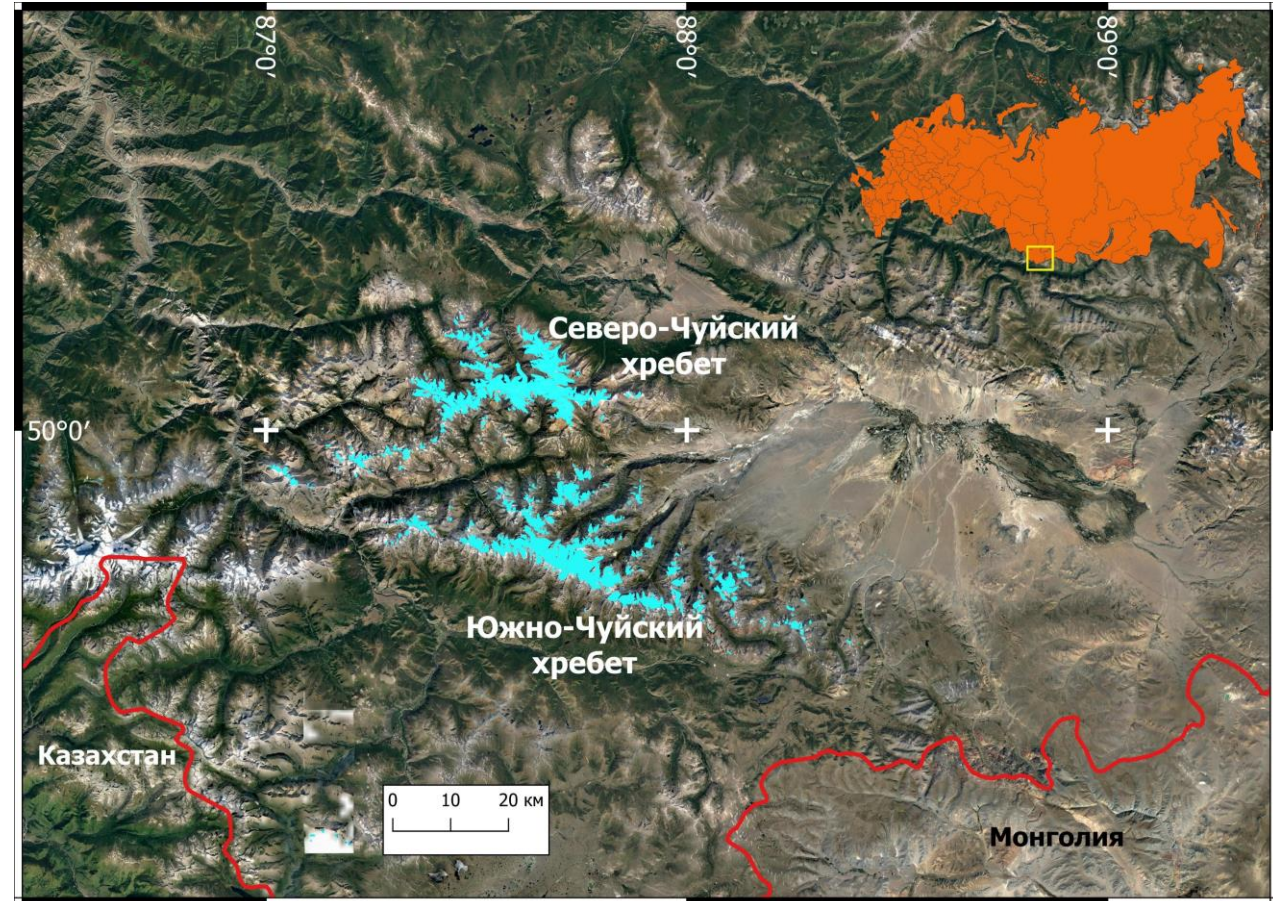 87°0′
88°0′
89°0′
Северо-Чуйский
хребет
50°0′
Южно-Чуйский
хребет
Казахстан
0 10 20 км
Монголия